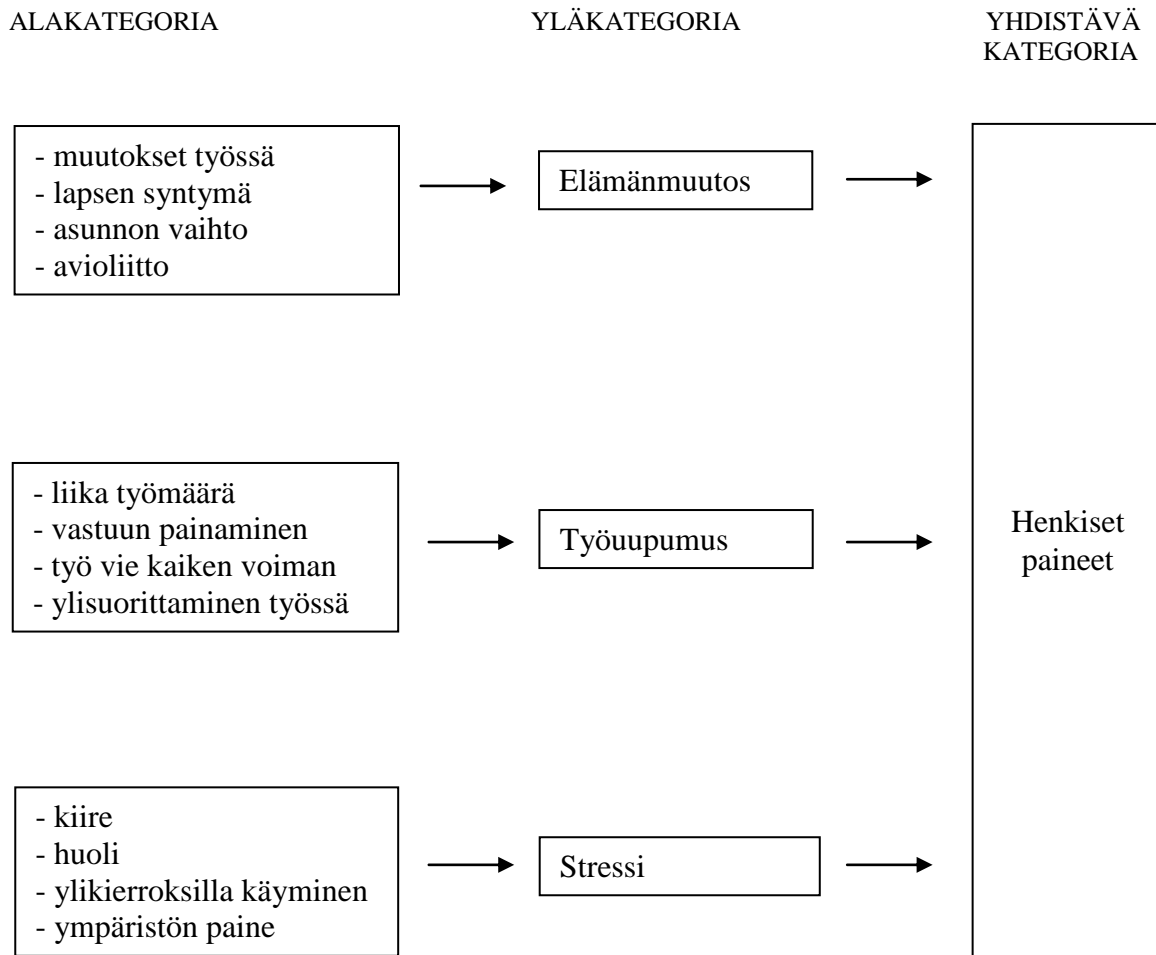 ALAKATEGORIA
YLÄKATEGORIA
YHDISTÄVÄ
KATEGORIA
- muutokset työssä
- lapsen syntymä
- asunnon vaihto
- avioliitto
Elämänmuutos
- liika työmäärä
- vastuun painaminen
- työ vie kaiken voiman
- ylisuorittaminen työssä
Työuupumus
Henkiset
paineet
- kiire
- huoli
- ylikierroksilla käyminen
- ympäristön paine
Stressi